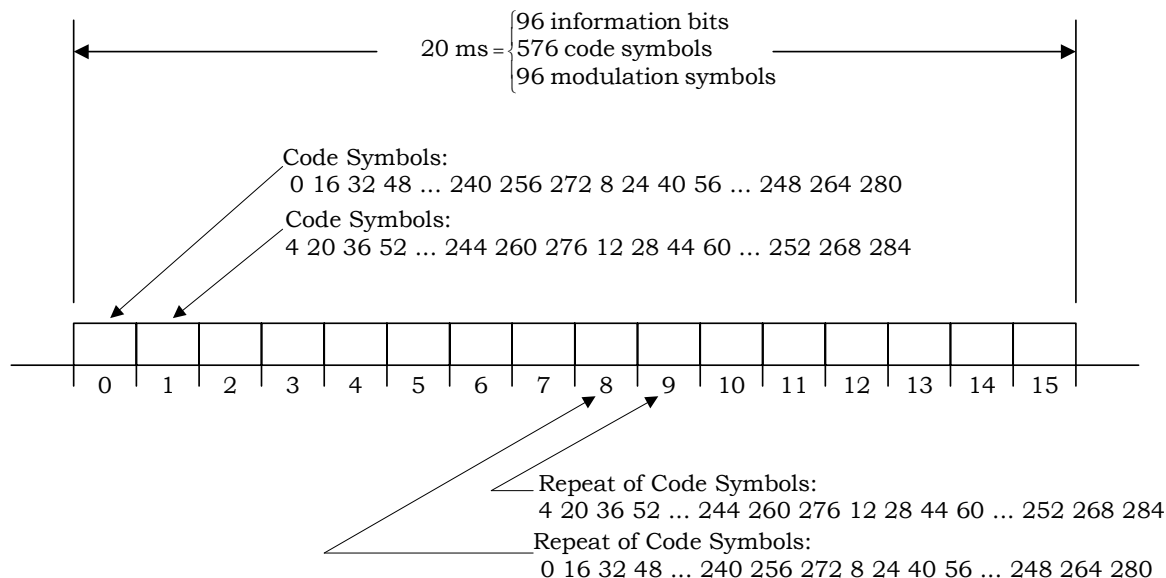 20 ms = {96 information bits
576 code symbols
96 modulation symbols
Code Symbols:
0 16 32 48 ... 240 256 272 8 24 40 56 ... 248 264 280
Code Symbols:
4 20 36 52 ... 244 260 276 12 28 44 60 ... 252 268 284
0 1 2 3 4 5 6 7 8 9 10 11 12 13 14 15
Repeat of Code Symbols:
4 20 36 52 ... 244 260 276 12 28 44 60 ... 252 268 284
Repeat of Code Symbols:
0 16 32 48 ... 240 256 272 8 24 40 56 ... 248 264 280